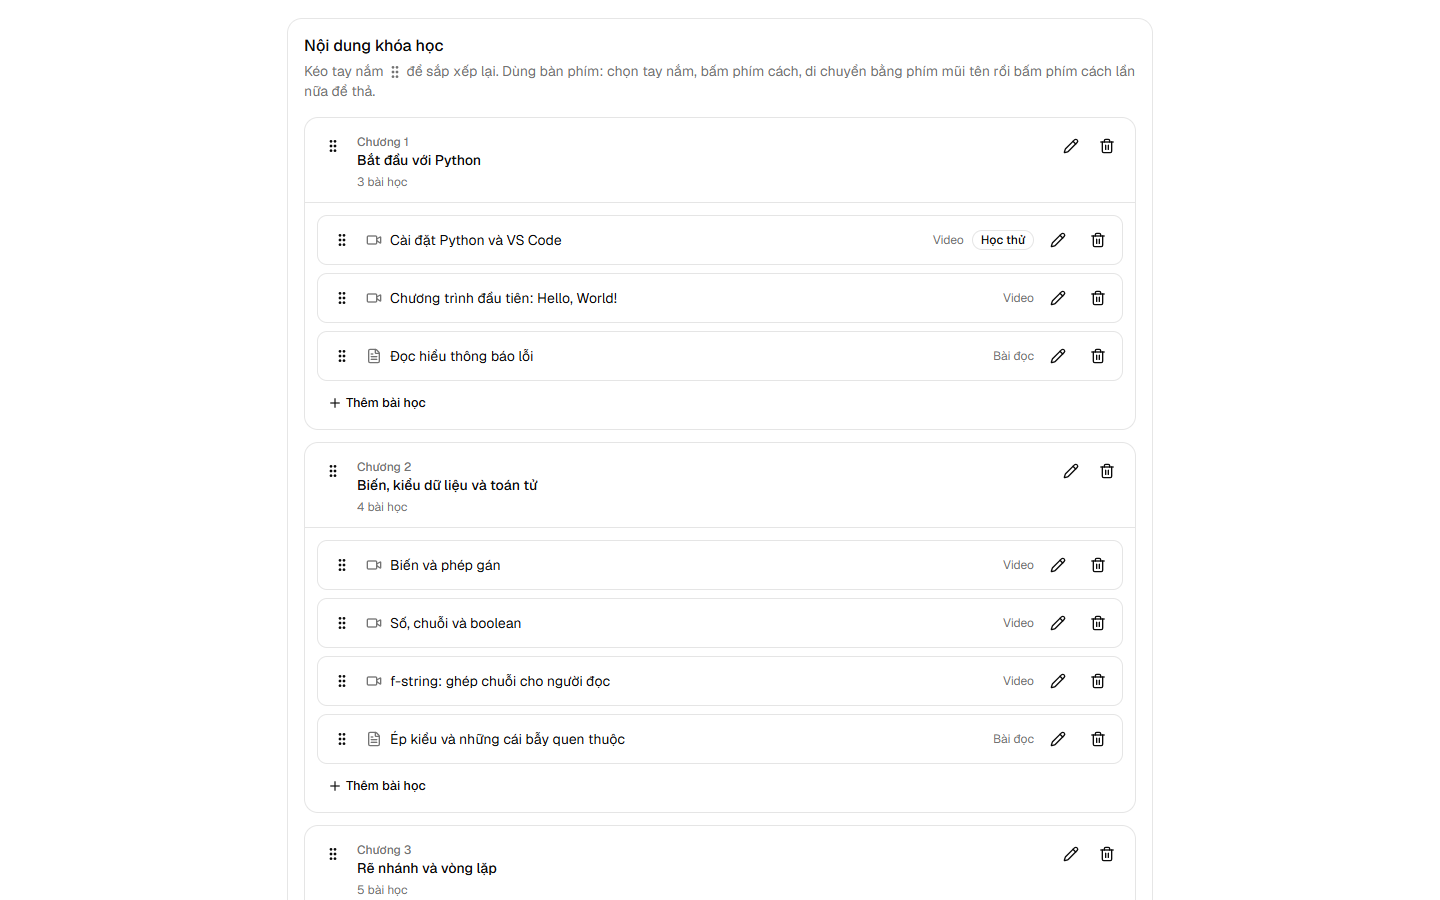 Nội dung khóa học
Kéo tay nắm để sắp xếp lại. Dùng bàn phím: chọn tay nắm, bấm phím cách, di chuyển bằng phím mũi tên rồi bấm phím cách lần
nữa để thả.
Chương 1
Bắt đầu với Python
3 bài học
Cài đặt Python và VS Code
Video
Học thử
Chương trình đầu tiên: Hello, World!
Video
Đọc hiểu thông báo lỗi
Bài đọc
Thêm bài học
Chương 2
Biến, kiểu dữ liệu và toán tử
4 bài học
Biến và phép gán
Video
Số, chuỗi và boolean
Video
f-string: ghép chuỗi cho người đọc
Video
Ép kiểu và những cái bẫy quen thuộc
Bài đọc
Thêm bài học
Chương 3
Rẽ nhánh và vòng lặp
5 bài học